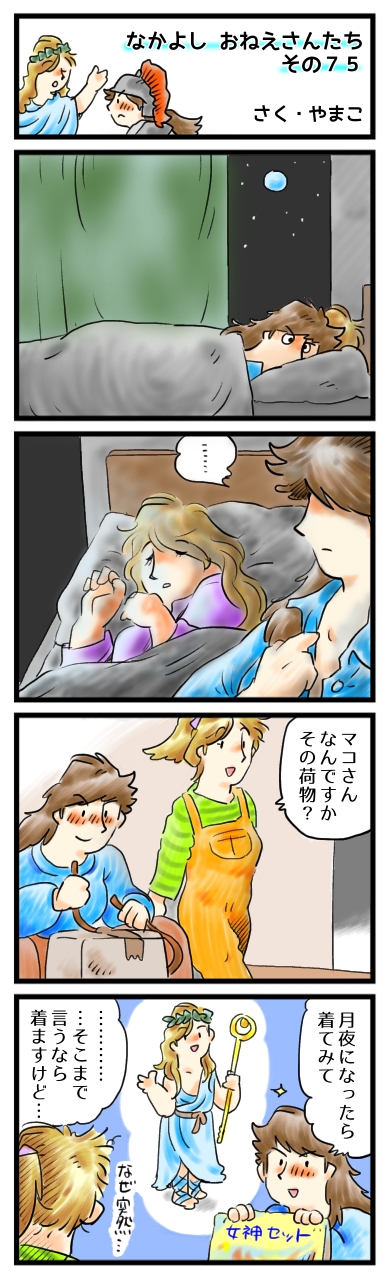 なかよし おねえさんたち
その75
さく・やまこ
………
マコさん
なんですか
その荷物？
月夜になったら
着てみて
…………
…そこまで
言うなら
着ますけど…
なぜ突然…
女神セット